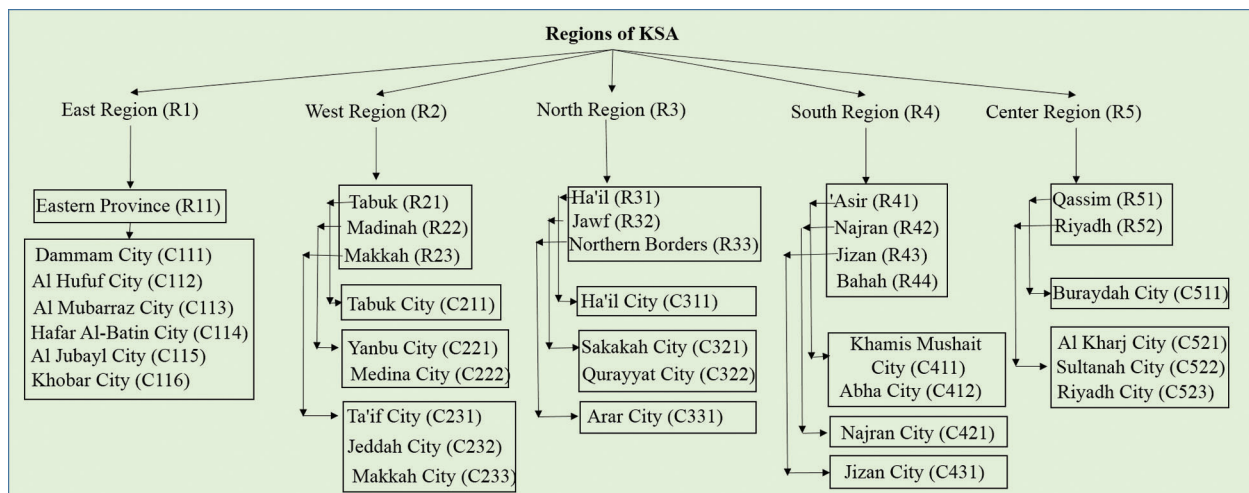 Regions of KSA
East Region (R1)
West Region (R2)
North Region (R3)
South Region (R4)
Center Region (R5)
Eastern Province (R11)
Dammam City (C111)
Al Hufuf City (C112)
Al Mubarraz City (C113)
Hafar Al-Batin City (C114)
Al Jubayl City (C115)
Khobar City (C116)
Tabuk (R21)
Madinah (R22)
Makkah (R23)
Tabuk City (C211)
Yanbu City (C221)
Medina City (C222)
Ta'if City (C231)
Jeddah City (C232)
Makkah City (C233)
Ha'il (R31)
Jawf (R32)
Northern Borders (R33)
Ha'il City (C311)
Sakakah City (C321)
Qurayyat City (C322)
Arar City (C331)
Asir (R41)
Najran (R42)
Jizan (R43)
Bahah (R44)
Khamis Mushait
City (C411)
Abha City (C412)
Najran City (C421)
Jizan City (C431)
Qassim (R51)
Riyadh (R52)
Buraydah City (C511)
Al Kharj City (C521)
Sultanah City (C522)
Riyadh City (C523)